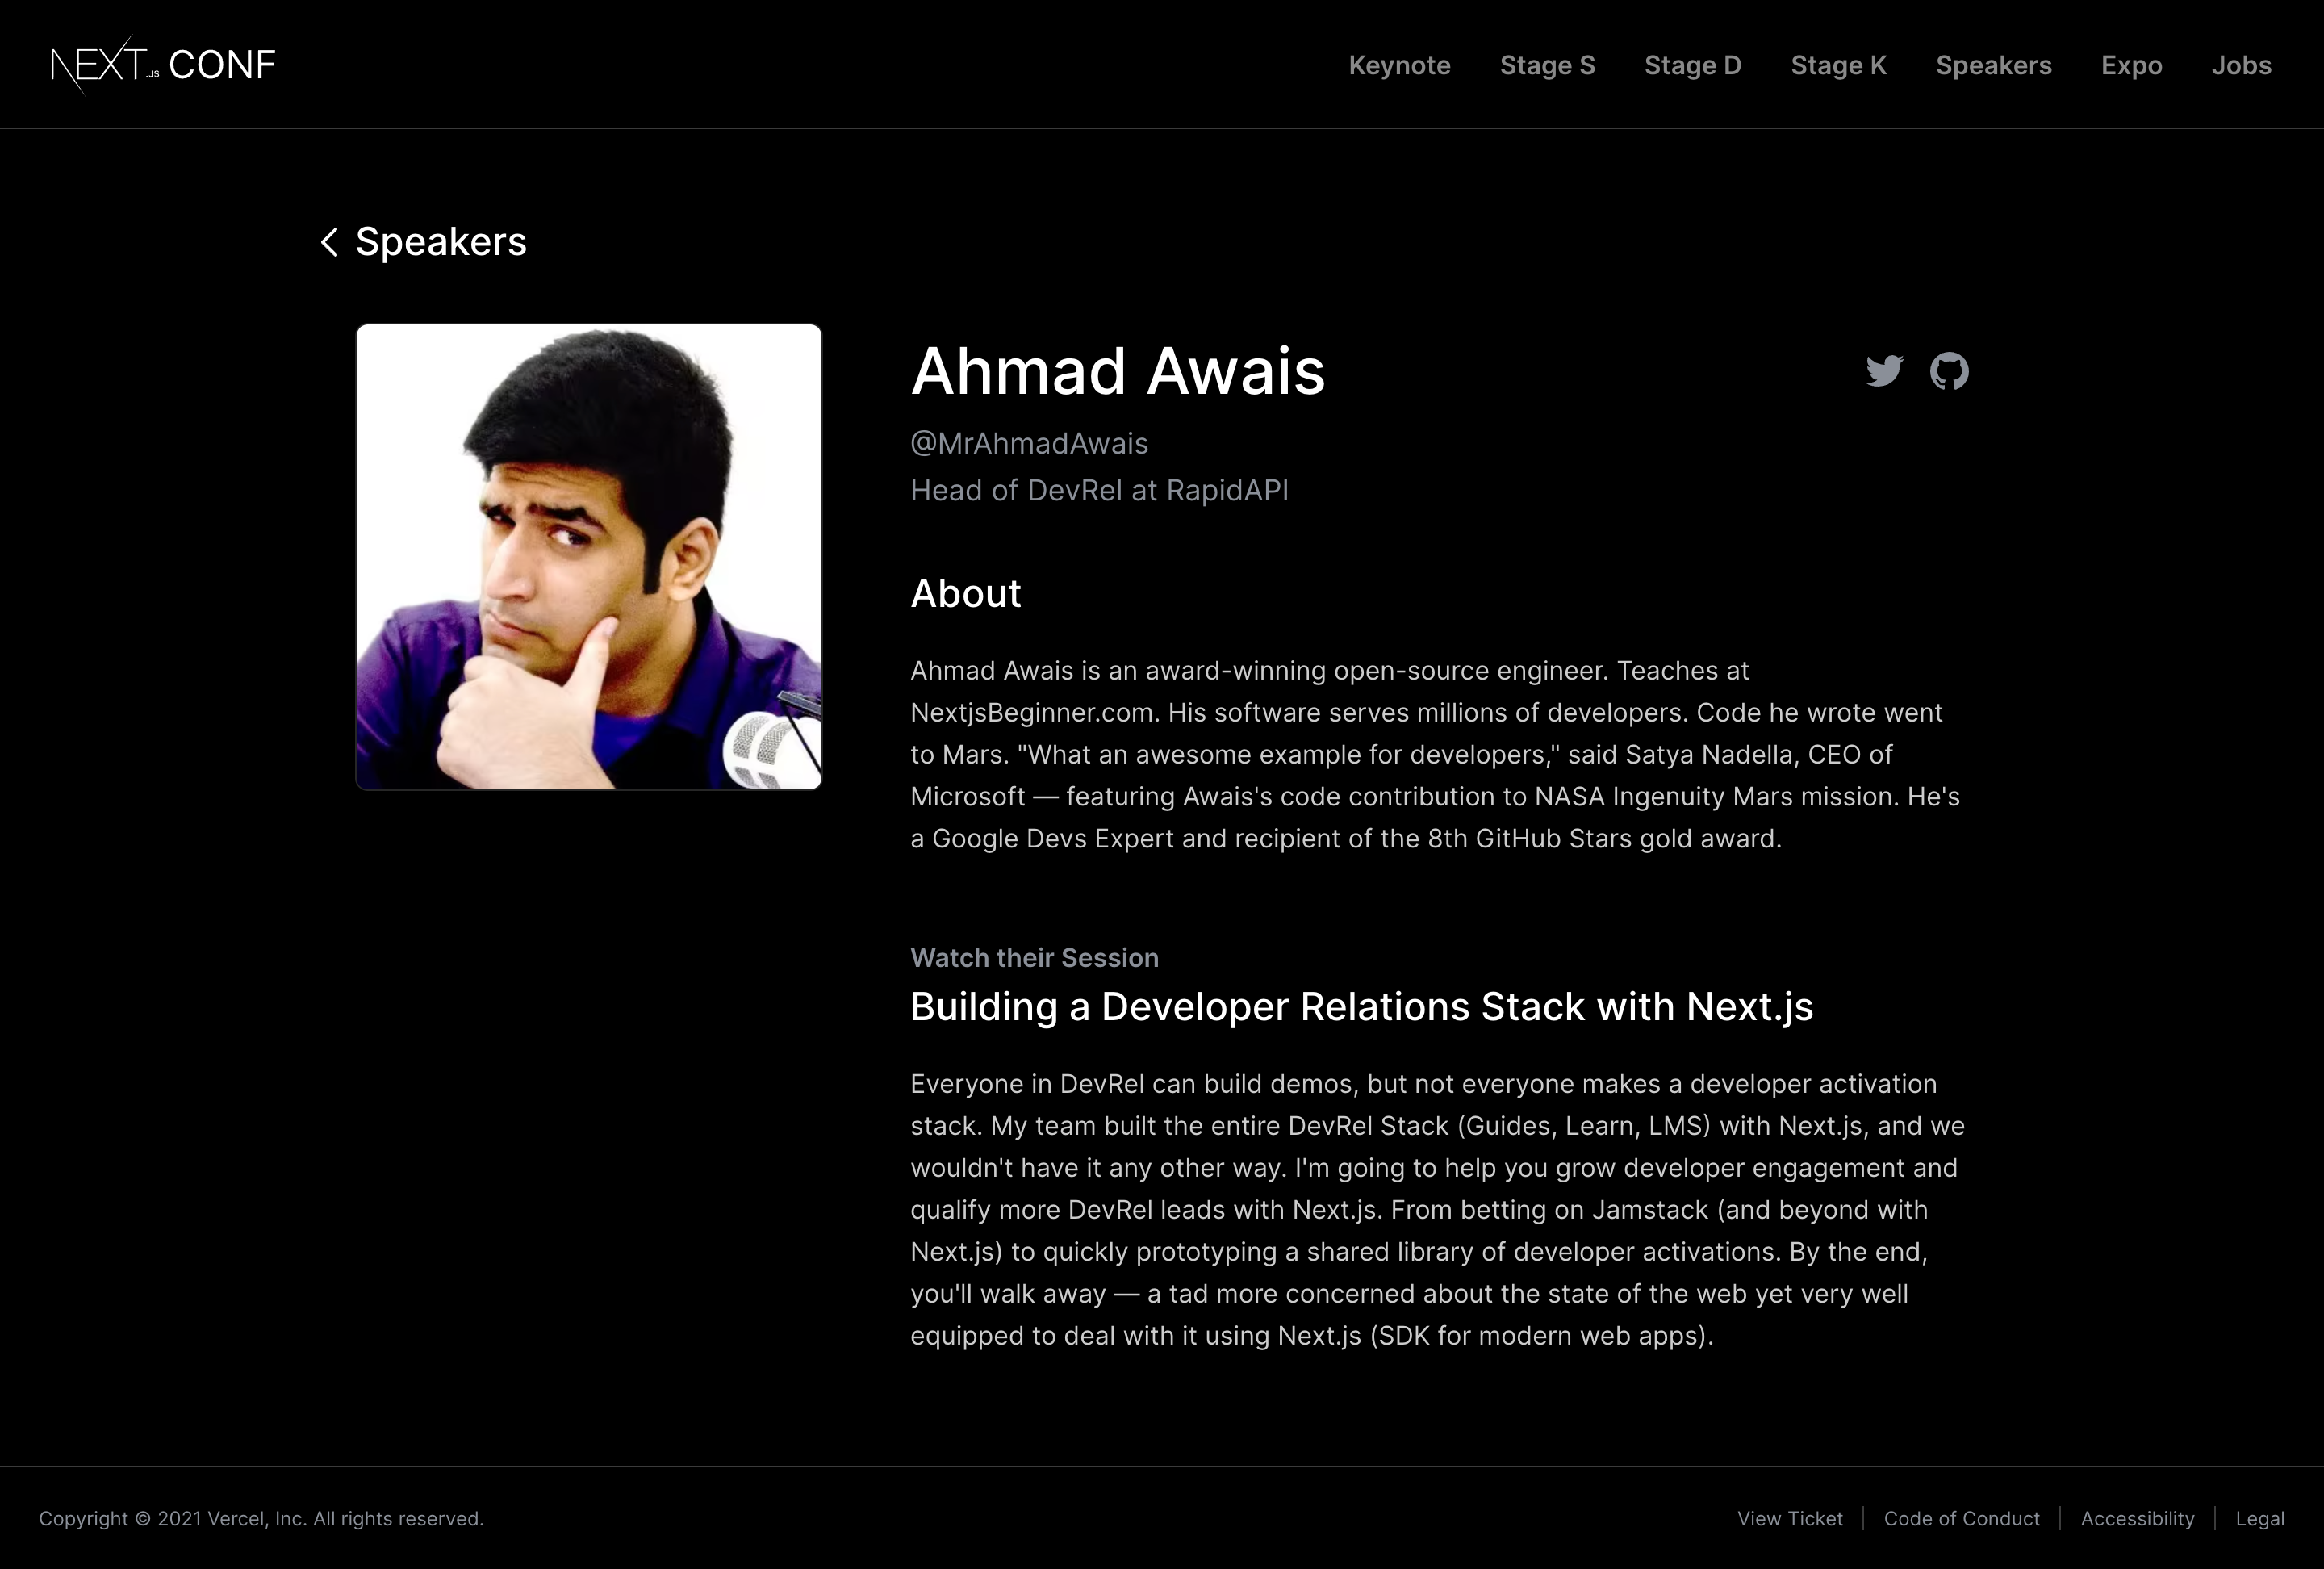 NEXT.JS CONF
Keynote Stage S Stage D Stage K Speakers Expo Jobs
Speakers
Ahmad Awais
@MrAhmadAwais
Head of DevRel at RapidAPI
About
Ahmad Awais is an award-winning open-source engineer. Teaches at
NextjsBeginner.com. His software serves millions of developers. Code he wrote went
to Mars. "What an awesome example for developers," said Satya Nadella, CEO of
Microsoft — featuring Awais's code contribution to NASA Ingenuity Mars mission. He's
a Google Devs Expert and recipient of the 8th GitHub Stars gold award.
Watch their Session
Building a Developer Relations Stack with Next.js
Everyone in DevRel can build demos, but not everyone makes a developer activation
stack. My team built the entire DevRel Stack (Guides, Learn, LMS) with Next.js, and we
wouldn't have it any other way. I'm going to help you grow developer engagement and
qualify more DevRel leads with Next.js. From betting on Jamstack (and beyond with
Next.js) to quickly prototyping a shared library of developer activations. By the end,
you'll walk away — a tad more concerned about the state of the web yet very well
equipped to deal with it using Next.js (SDK for modern web apps).
Copyright © 2021 Vercel, Inc. All rights reserved.
View Ticket Code of Conduct Accessibility Legal